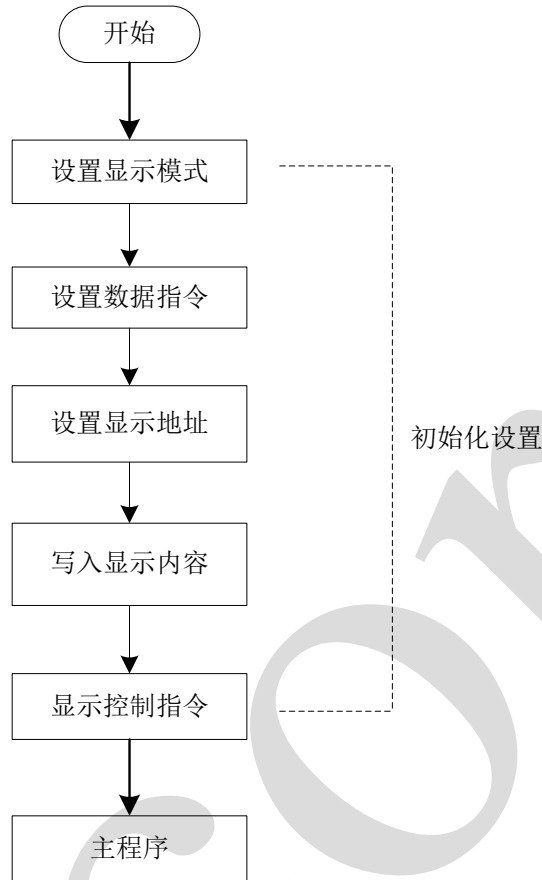 开始
设置显示模式
设置数据指令
设置显示地址
初始化设置
写入显示内容
显示控制指令
主程序